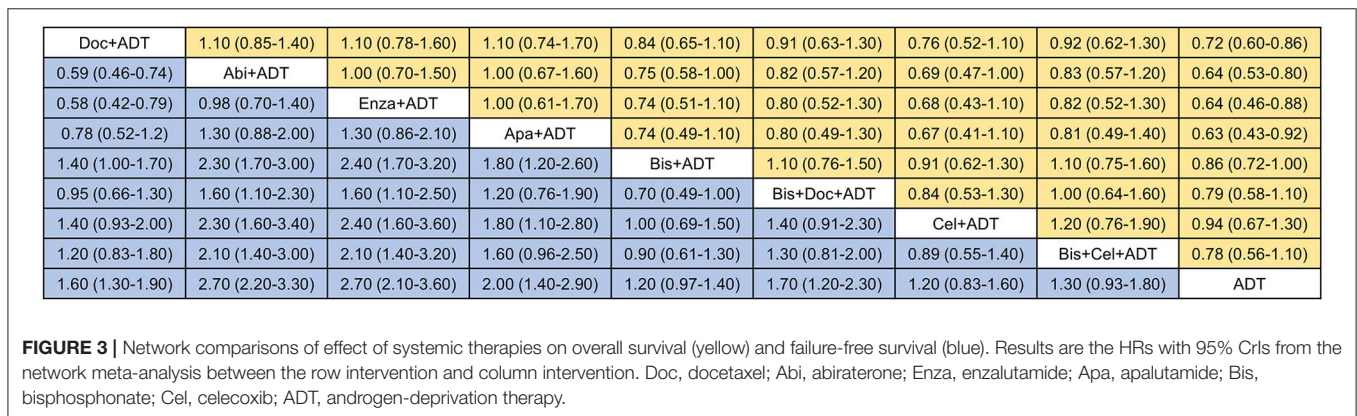 Doc+ADT 1.10 (0.85-1.40) 1.10 (0.78-1.60) 1.10 (0.74-1.70) 0.84 (0.65-1.10) 0.91 (0.63-1.30) 0.76 (0.52-1.10) 0.92 (0.62-1.30) 0.72 (0.60-0.86)
0.59 (0.46-0.74) Abi+ADT 1.00 (0.70-1.50) 1.00 (0.67-1.60) 0.75 (0.58-1.00) 0.82 (0.57-1.20) 0.69 (0.47-1.00) 0.83 (0.57-1.20) 0.64 (0.53-0.80)
0.58 (0.42-0.79) 0.98 (0.70-1.40) Enza+ADT 1.00 (0.61-1.70) 0.74 (0.51-1.10) 0.80 (0.52-1.30) 0.68 (0.43-1.10) 0.82 (0.52-1.30) 0.64 (0.46-0.88)
0.78 (0.52-1.2) 1.30 (0.88-2.00) 1.30 (0.86-2.10) Apa+ADT 0.74 (0.49-1.10) 0.80 (0.49-1.30) 0.67 (0.41-1.10) 0.81 (0.49-1.40) 0.63 (0.43-0.92)
1.40 (1.00-1.70) 2.30 (1.70-3.00) 2.40 (1.70-3.20) 1.80 (1.20-2.60) Bis+ADT 1.10 (0.76-1.50) 0.91 (0.62-1.30) 1.10 (0.75-1.60) 0.86 (0.72-1.00)
0.95 (0.66-1.30) 1.60 (1.10-2.30) 1.60 (1.10-2.50) 1.20 (0.76-1.90) 0.70 (0.49-1.00) Bis+Doc+ADT 0.84 (0.53-1.30) 1.00 (0.64-1.60) 0.79 (0.58-1.10)
1.40 (0.93-2.00) 2.30 (1.60-3.40) 2.40 (1.60-3.60) 1.80 (1.10-2.80) 1.00 (0.69-1.50) 1.40 (0.91-2.30) Cel+ADT 1.20 (0.76-1.90) 0.94 (0.67-1.30)
1.20 (0.83-1.80) 2.10 (1.40-3.00) 2.10 (1.40-3.20) 1.60 (0.96-2.50) 0.90 (0.61-1.30) 1.30 (0.81-2.00) 0.89 (0.55-1.40) Bis+Cel+ADT 0.78 (0.56-1.10)
1.60 (1.30-1.90) 2.70 (2.20-3.30) 2.70 (2.10-3.60) 2.00 (1.40-2.90) 1.20 (0.97-1.40) 1.70 (1.20-2.30) 1.20 (0.83-1.60) 1.30 (0.93-1.80) ADT
FIGURE 3 | Network comparisons of effect of systemic therapies on overall survival (yellow) and failure-free survival (blue). Results are the HRs with 95% CrIs from the
network meta-analysis between the row intervention and column intervention. Doc, docetaxel; Abi, abiraterone; Enza, enzalutamide; Apa, apalutamide; Bis,
bisphosphonate; Cel, celecoxib; ADT, androgen-deprivation therapy.